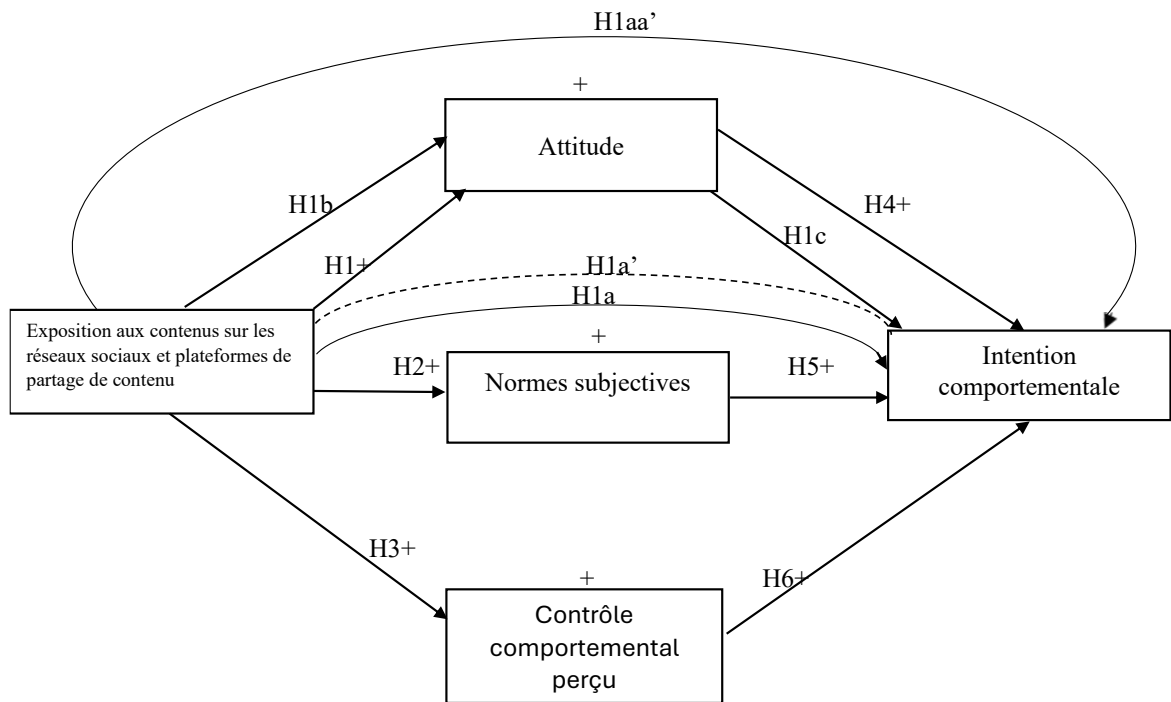 H1aa’
+
Attitude
H1b
H4+
H1c
H1+
H1a’
H1a
Exposition aux contenus sur les
réseaux sociaux et plateformes de
partage de contenu
+
H2+
Normes subjectives
H5+
Intention
comportementale
H3+
+
H6+
Contrôle
comportemental
perçu